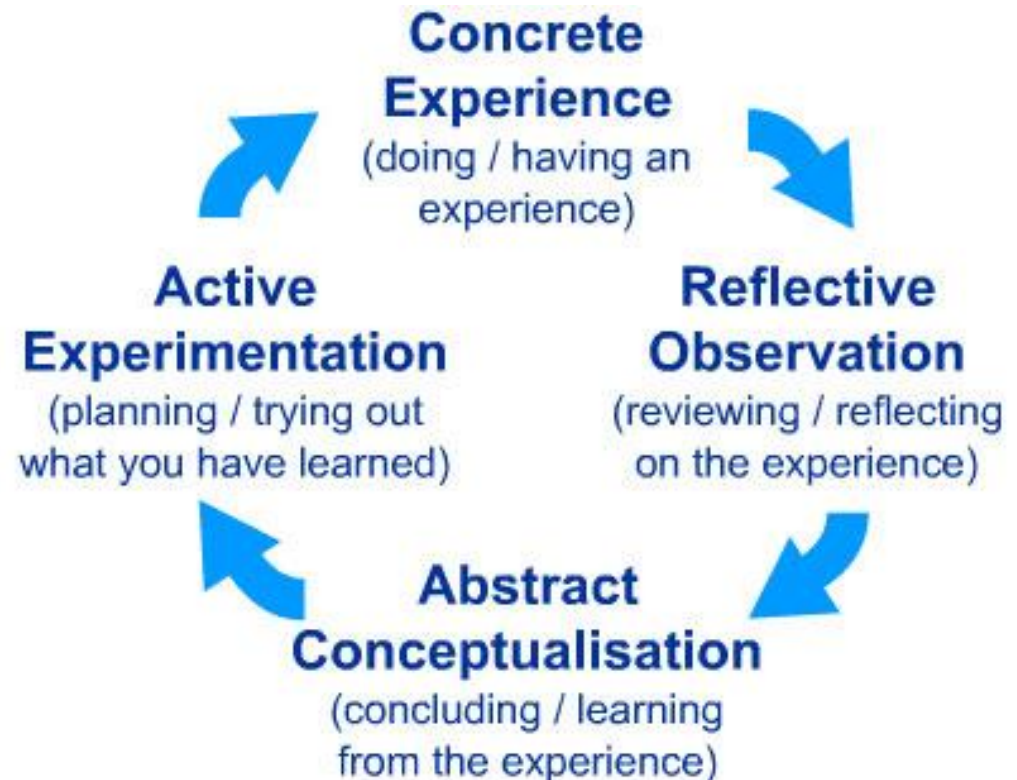 Concrete
Experience
(doing / having an
experience)
Reflective
Observation
(reviewing / reflecting
on the experience)
Abstract
Conceptualisation
(concluding / learning
from the experience)
Active
Experimentation
(planning / trying out
what you have learned)